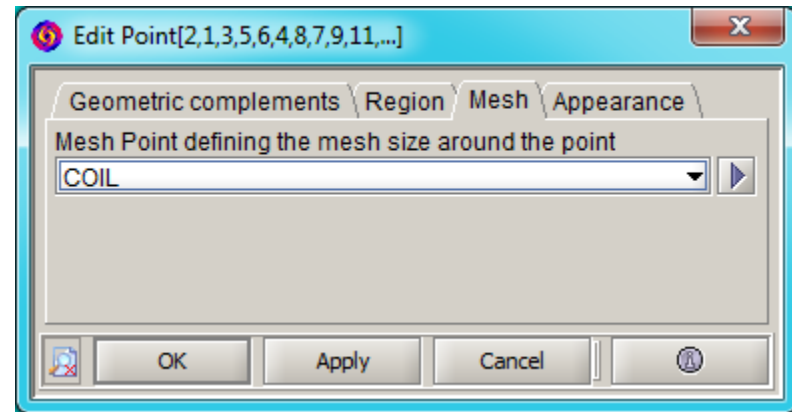 Edit Point[2,1,3,5,6,4,8,7,9,11,...]
Geometric complements Region Mesh Appearance
Mesh Point defining the mesh size around the point
COIL
OK Apply Cancel